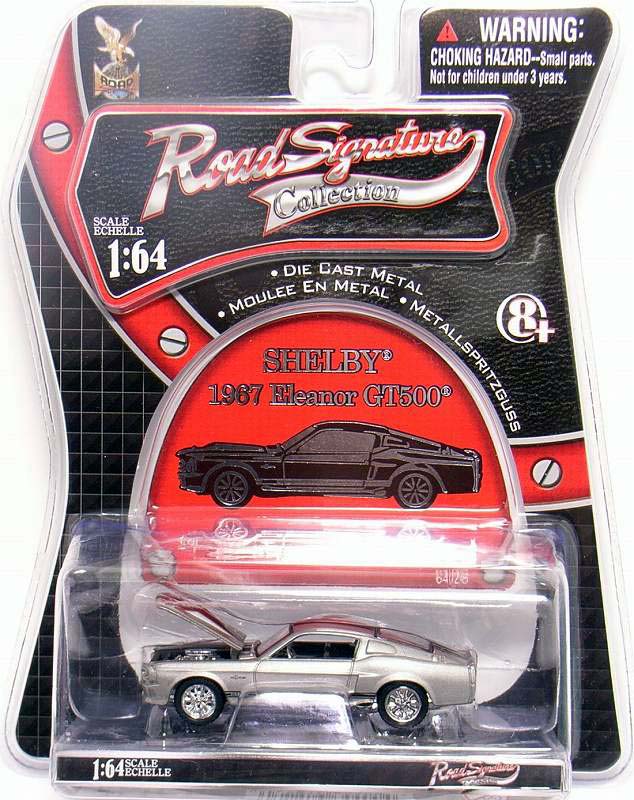 WARNING:
CHOKING HAZARD--Small parts.
Not for children under 3 years.
ROAD
Road Signature
Collection
SCALE
ECHELLE
1:64
• DIE CAST METAL
• MOULEE EN METAL • METALLSPRITZGUSS
8+
SHELBY®
1967 Eleanor GT500®
1:64 SCALE
ECHELLE
Road Signature